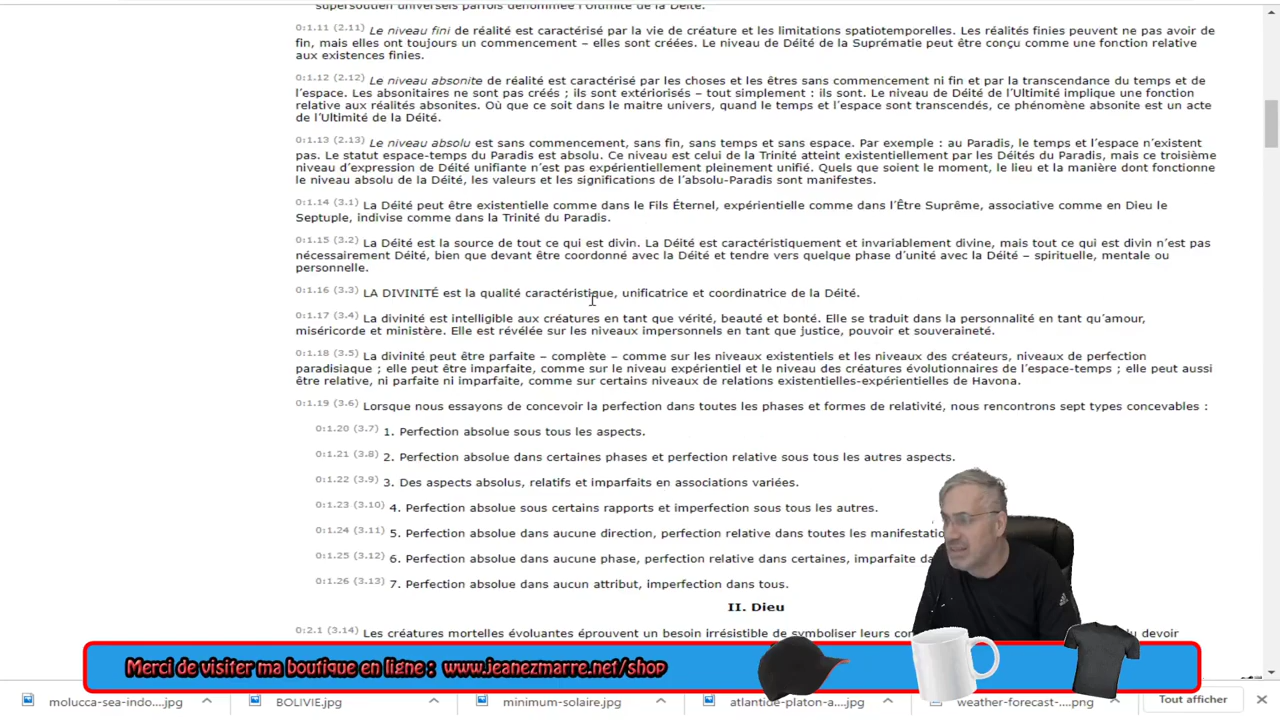 supersoutien universels parfois dénommée l'Ultimité de la Déité.
0:1.11 (2.11) Le niveau fini de réalité est caractérisé par la vie de créature et les limitations spatiotemporelles. Les réalités finies peuvent ne pas avoir de
fin, mais elles ont toujours un commencement – elles sont créées. Le niveau de Déité de la Suprématie peut être conçu comme une fonction relative
aux existences finies.
0:1.12 (2.12) Le niveau absonite de réalité est caractérisé par les choses et les êtres sans commencement ni fin et par la transcendance du temps et de
l'espace. Les absonitaires ne sont pas créés ; ils sont extériorisés – tout simplement : ils sont. Le niveau de Déité de l'Ultimité implique une fonction
relative aux réalités absonites. Où que ce soit dans le maitre univers, quand le temps et l'espace sont transcendés, ce phénomène absonite est un acte
de l'Ultimité de la Déité.
0:1.13 (2.13) Le niveau absolu est sans commencement, sans fin, sans temps et sans espace. Par exemple : au Paradis, le temps et l'espace n'existent
pas. Le statut espace-temps du Paradis est absolu. Ce niveau est celui de la Trinité atteint existentiellement par les Déités du Paradis, mais ce troisième
niveau d'expression de Déité unifiante n'est pas expérientiellement pleinement unifié. Quels que soient le moment, le lieu et la manière dont fonctionne
le niveau absolu de la Déité, les valeurs et les significations de l'absolu-Paradis sont manifestes.
0:1.14 (3.1) La Déité peut être existentielle comme dans le Fils Éternel, expérientielle comme dans l'Être Suprême, associative comme en Dieu le
Septuple, indivise comme dans la Trinité du Paradis.
0:1.15 (3.2) La Déité est la source de tout ce qui est divin. La Déité est caractéristiquement et invariablement divine, mais tout ce qui est divin n'est pas
nécessairement Déité, bien que devant être coordonné avec la Déité et tendre vers quelque phase d'unité avec la Déité – spirituelle, mentale ou
personnelle.
0:1.16 (3.3) LA DIVINITÉ est la qualité caractéristique, unificatrice et coordinatrice de la Déité.
0:1.17 (3.4) La divinité est intelligible aux créatures en tant que vérité, beauté et bonté. Elle se traduit dans la personnalité en tant qu'amour,
miséricorde et ministère. Elle est révélée sur les niveaux impersonnels en tant que justice, pouvoir et souveraineté.
0:1.18 (3.5) La divinité peut être parfaite – complète – comme sur les niveaux existentiels et les niveaux des créateurs, niveaux de perfection
paradisiaque ; elle peut être imparfaite, comme sur le niveau expérientiel et le niveau des créatures évolutionnaires de l'espace-temps ; elle peut aussi
être relative, ni parfaite ni imparfaite, comme sur certains niveaux de relations existentielles-expérientielles de Havona.
0:1.19 (3.6) Lorsque nous essayons de concevoir la perfection dans toutes les phases et formes de relativité, nous rencontrons sept types concevables :
0:1.20 (3.7) 1. Perfection absolue sous tous les aspects.
0:1.21 (3.8) 2. Perfection absolue dans certaines phases et perfection relative sous tous les autres aspects.
0:1.22 (3.9) 3. Des aspects absolus, relatifs et imparfaits en associations variées.
0:1.23 (3.10) 4. Perfection absolue sous certains rapports et imperfection sous tous les autres.
0:1.24 (3.11) 5. Perfection absolue dans aucune direction, perfection relative dans toutes les
0:1.25 (3.12) 6. Perfection absolue dans aucune phase, perfection relative dans certaines, imparfaite
0:1.26 (3.13) 7. Perfection absolue dans aucun attribut, imperfection dans tous.
II. Dieu
0:2.1 (3.14) Les créatures mortelles évoluantes éprouvent un besoin irrésistible de symboliser leurs devoir
Merci de visiter ma boutique en ligne : www.jeanezmarre.net/shop
molucca-sea-indo....jpg BOLIVIE.jpg minimum-solaire.jpg atlantide-platon-a....jpg weather-forecast-....png Tout afficher